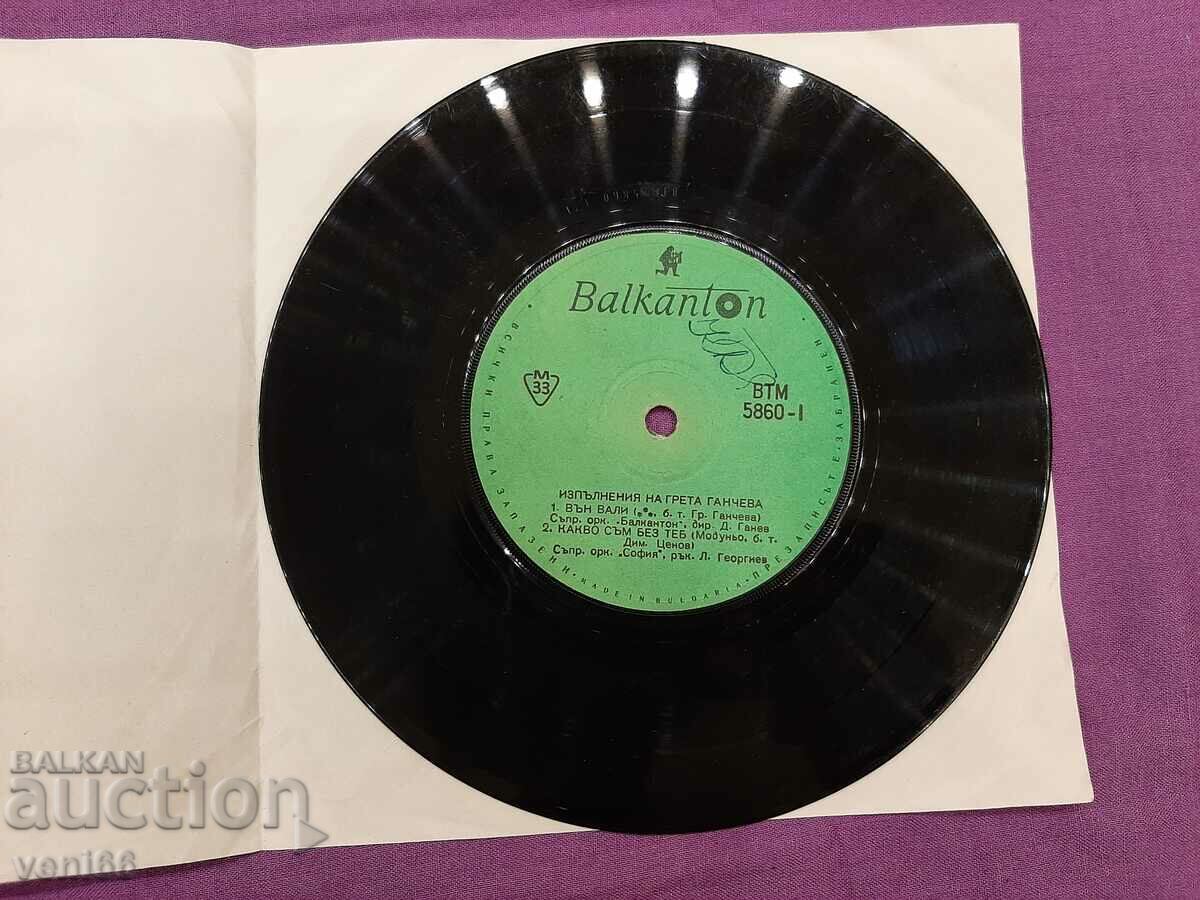 Balkanton
M
33
ВТМ
5860-I
ИЗПЪЛНЕНИЯ НА ГРЕТА ГАНЧЕВА
1. ВЪН ВАЛИ (***, б. т. Гр. Ганчева)
Съпр. орк. „Балкантон“, дир. Д. Ганев
2. КАКВО СЪМ БЕЗ ТЕБ (Модуньо, б. т.
Дим. Ценов)
Съпр. орк. „София“, рък. Л. Георгиев
• ВСИЧКИ ПРАВА ЗАПАЗЕНИ • MADE IN BULGARIA • ПРЕЗАПИСЪТ Е ЗАБРАНЕН •
BALKAN
auction
veni66